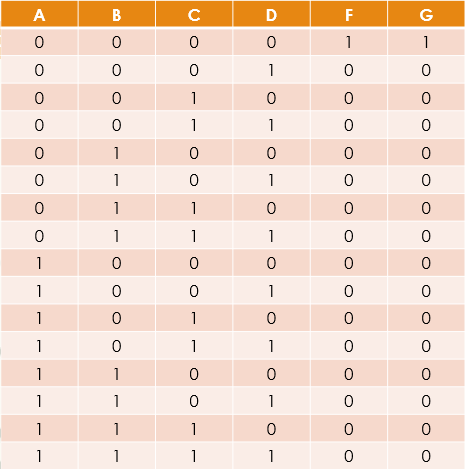 A B C D F G
0 0 0 0 1 1
0 0 0 1 0 0
0 0 1 0 0 0
0 0 1 1 0 0
0 1 0 0 0 0
0 1 0 1 0 0
0 1 1 0 0 0
0 1 1 1 0 0
1 0 0 0 0 0
1 0 0 1 0 0
1 0 1 0 0 0
1 0 1 1 0 0
1 1 0 0 0 0
1 1 0 1 0 0
1 1 1 0 0 0
1 1 1 1 0 0